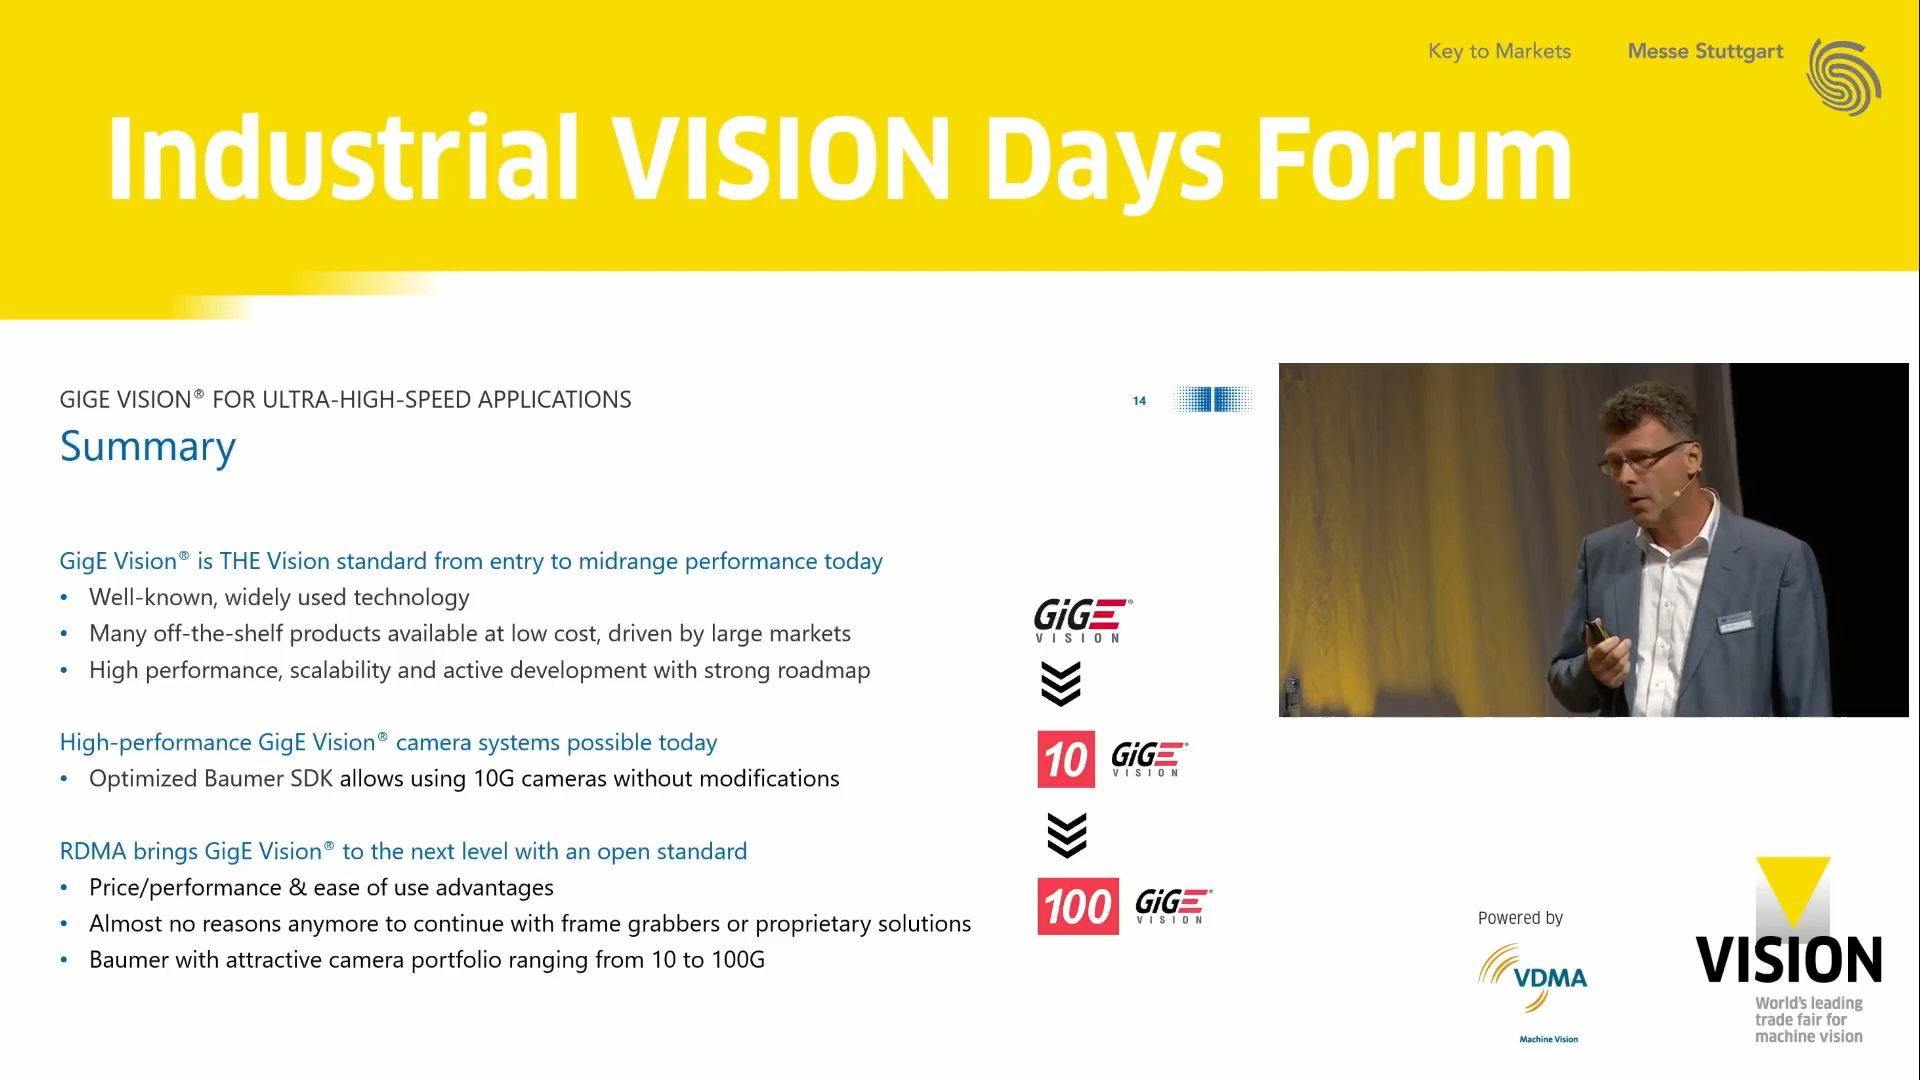 Key to Markets Messe Stuttgart
Industrial VISION Days Forum
GIGE VISION® FOR ULTRA-HIGH-SPEED APPLICATIONS
14
Summary
GigE Vision® is THE Vision standard from entry to midrange performance today
• Well-known, widely used technology
• Many off-the-shelf products available at low cost, driven by large markets
• High performance, scalability and active development with strong roadmap
High-performance GigE Vision® camera systems possible today
• Optimized Baumer SDK allows using 10G cameras without modifications
RDMA brings GigE Vision® to the next level with an open standard
• Price/performance & ease of use advantages
• Almost no reasons anymore to continue with frame grabbers or proprietary solutions
• Baumer with attractive camera portfolio ranging from 10 to 100G
GiGE®
VISION
10 GiGE®
VISION
100 GiGE®
VISION
Powered by
VDMA
Machine Vision
VISION
World's leading
trade fair for
machine vision